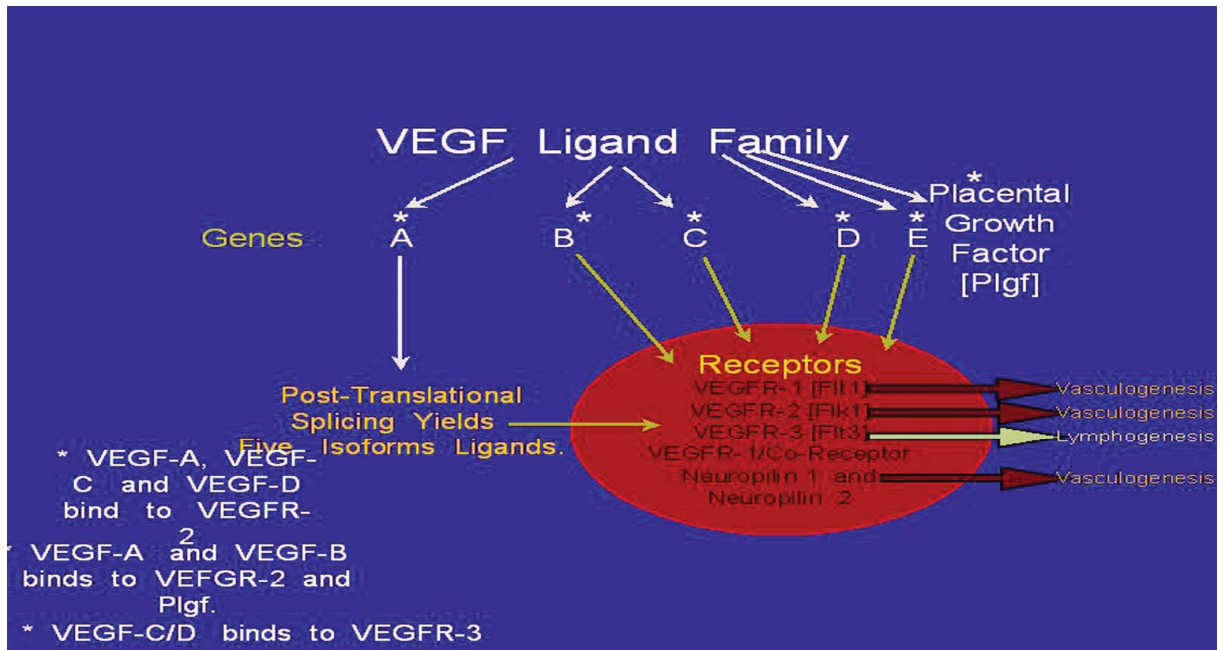 VEGF Ligand Family
*
Placental
Growth
Factor
[Plgf]
Genes
*
A
*
B
*
C
*
D
*
E
Receptors
VEGFR-1 [Flt1]
VEGFR-2 [Flk1]
VEGFR-3 [Flt3]
VEGFR-1/Co-Receptor
Neuropilin 1 and
Neuropilin 2
Vasculogenesis
Vasculogenesis
Lymphogenesis
Vasculogenesis
Post-Translational
Splicing Yields
Five Isoforms Ligands.
* VEGF-A, VEGF-
C and VEGF-D
bind to VEGFR-
2
* VEGF-A and VEGF-B
binds to VEFGR-2 and
Plgf.
* VEGF-C/D binds to VEGFR-3